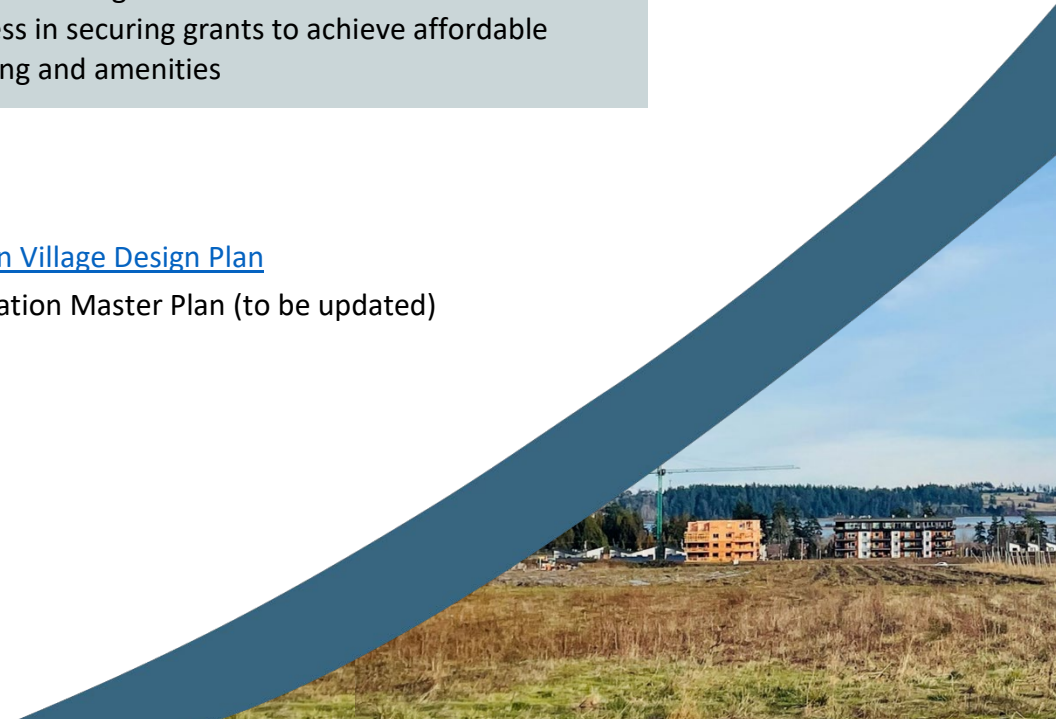 ess in securing grants to achieve affordable
ng and amenities
n Village Design Plan
ation Master Plan (to be updated)